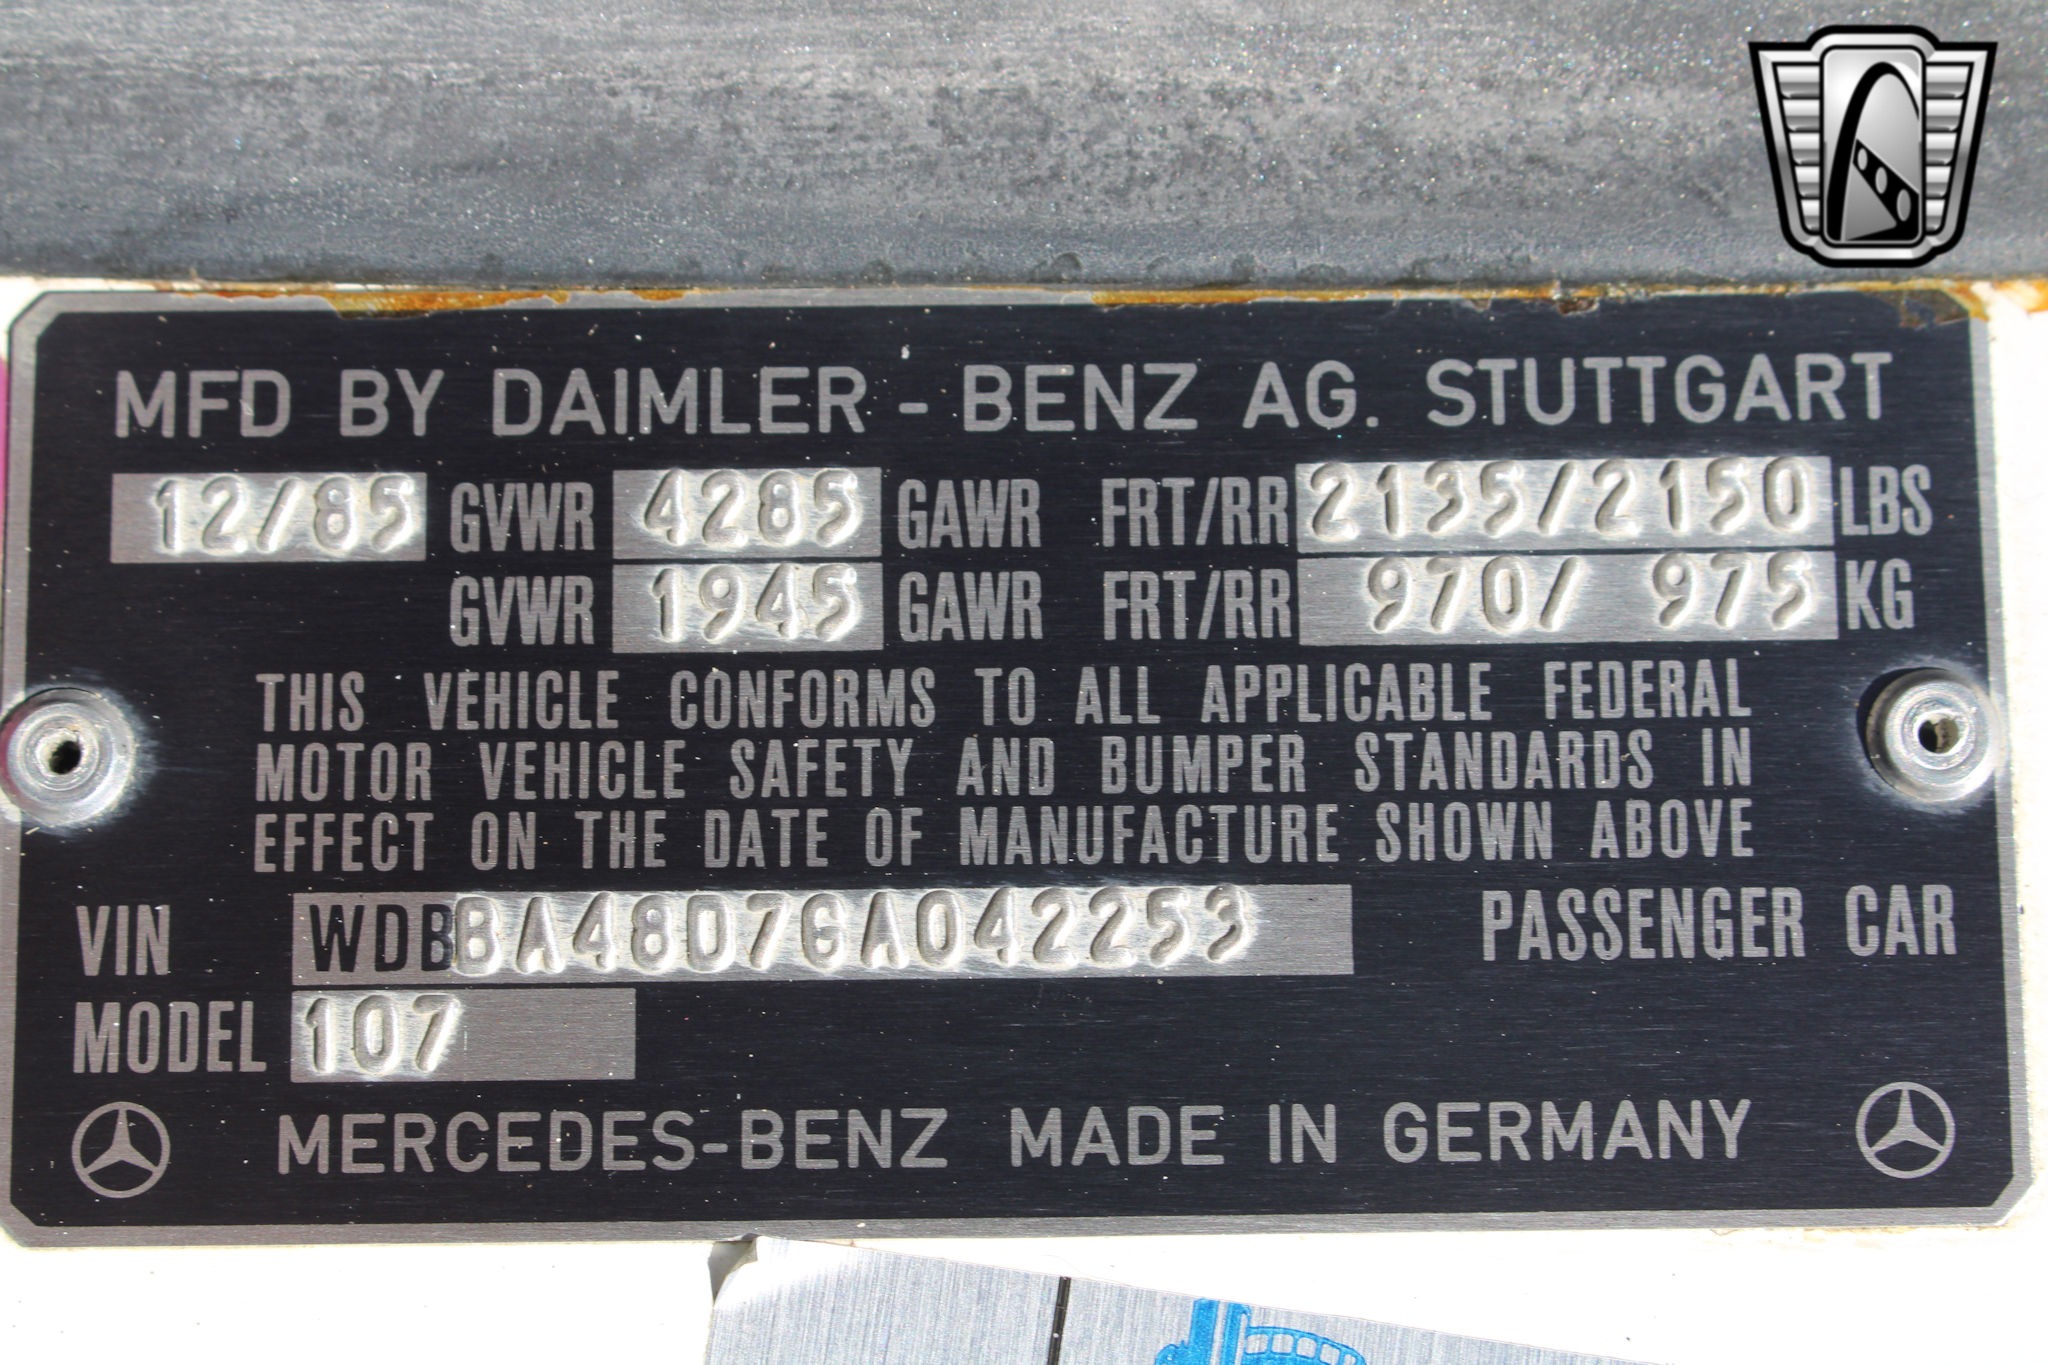 MFD BY DAIMLER - BENZ AG. STUTTGART
12/85 GVWR 4285 GAWR FRT/RR 2135/2150 LBS
GVWR 1945 GAWR FRT/RR 970/ 975 KG
THIS VEHICLE CONFORMS TO ALL APPLICABLE FEDERAL
MOTOR VEHICLE SAFETY AND BUMPER STANDARDS IN
EFFECT ON THE DATE OF MANUFACTURE SHOWN ABOVE
VIN WDBBA48D7GA042253 PASSENGER CAR
MODEL 107
MERCEDES-BENZ MADE IN GERMANY